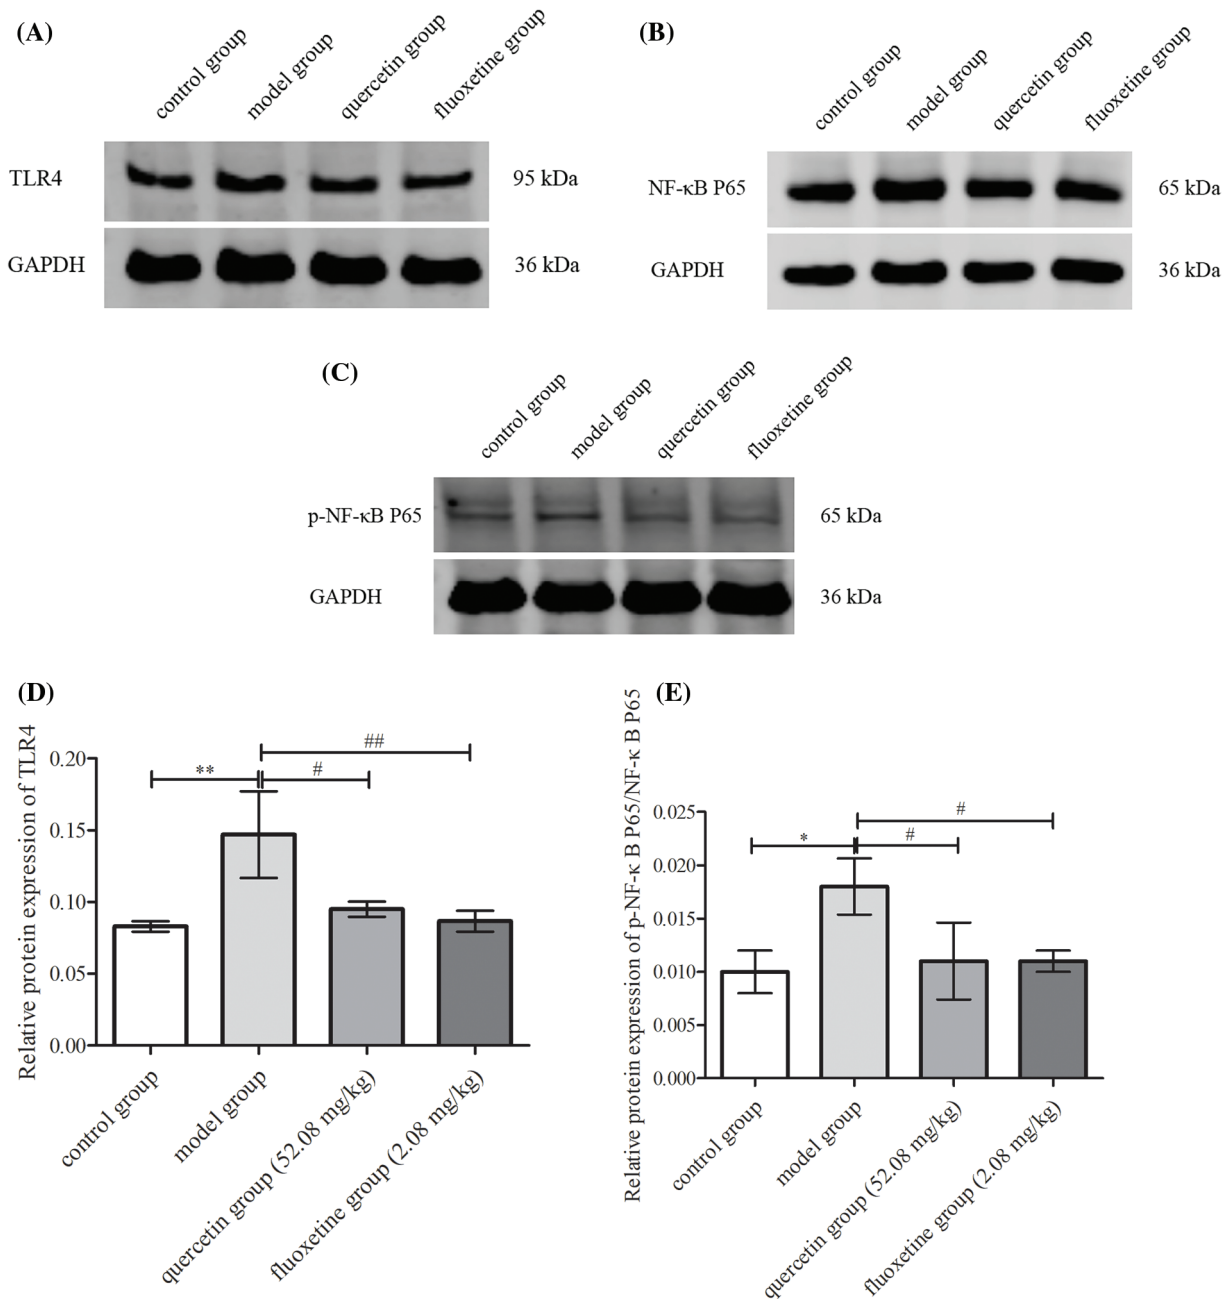 (A)
control group
model group
quercetin group
fluoxetine group
TLR4
95 kDa
GAPDH
36 kDa
(B)
control group
model group
quercetin group
fluoxetine group
NF-κB P65
65 kDa
GAPDH
36 kDa
(C)
control group
model group
quercetin group
fluoxetine group
p-NF-κB P65
65 kDa
GAPDH
36 kDa
(D)
Relative protein expression of TLR4
0.20
0.15
0.10
0.05
0.00
**
#
##
control group
model group
quercetin group (52.08 mg/kg)
fluoxetine group (2.08 mg/kg)
(E)
Relative protein expression of p-NF-κ B P65/NF-κ B P65
0.025
0.020
0.015
0.010
0.005
0.000
*
#
#
control group
model group
quercetin group (52.08 mg/kg)
fluoxetine group (2.08 mg/kg)